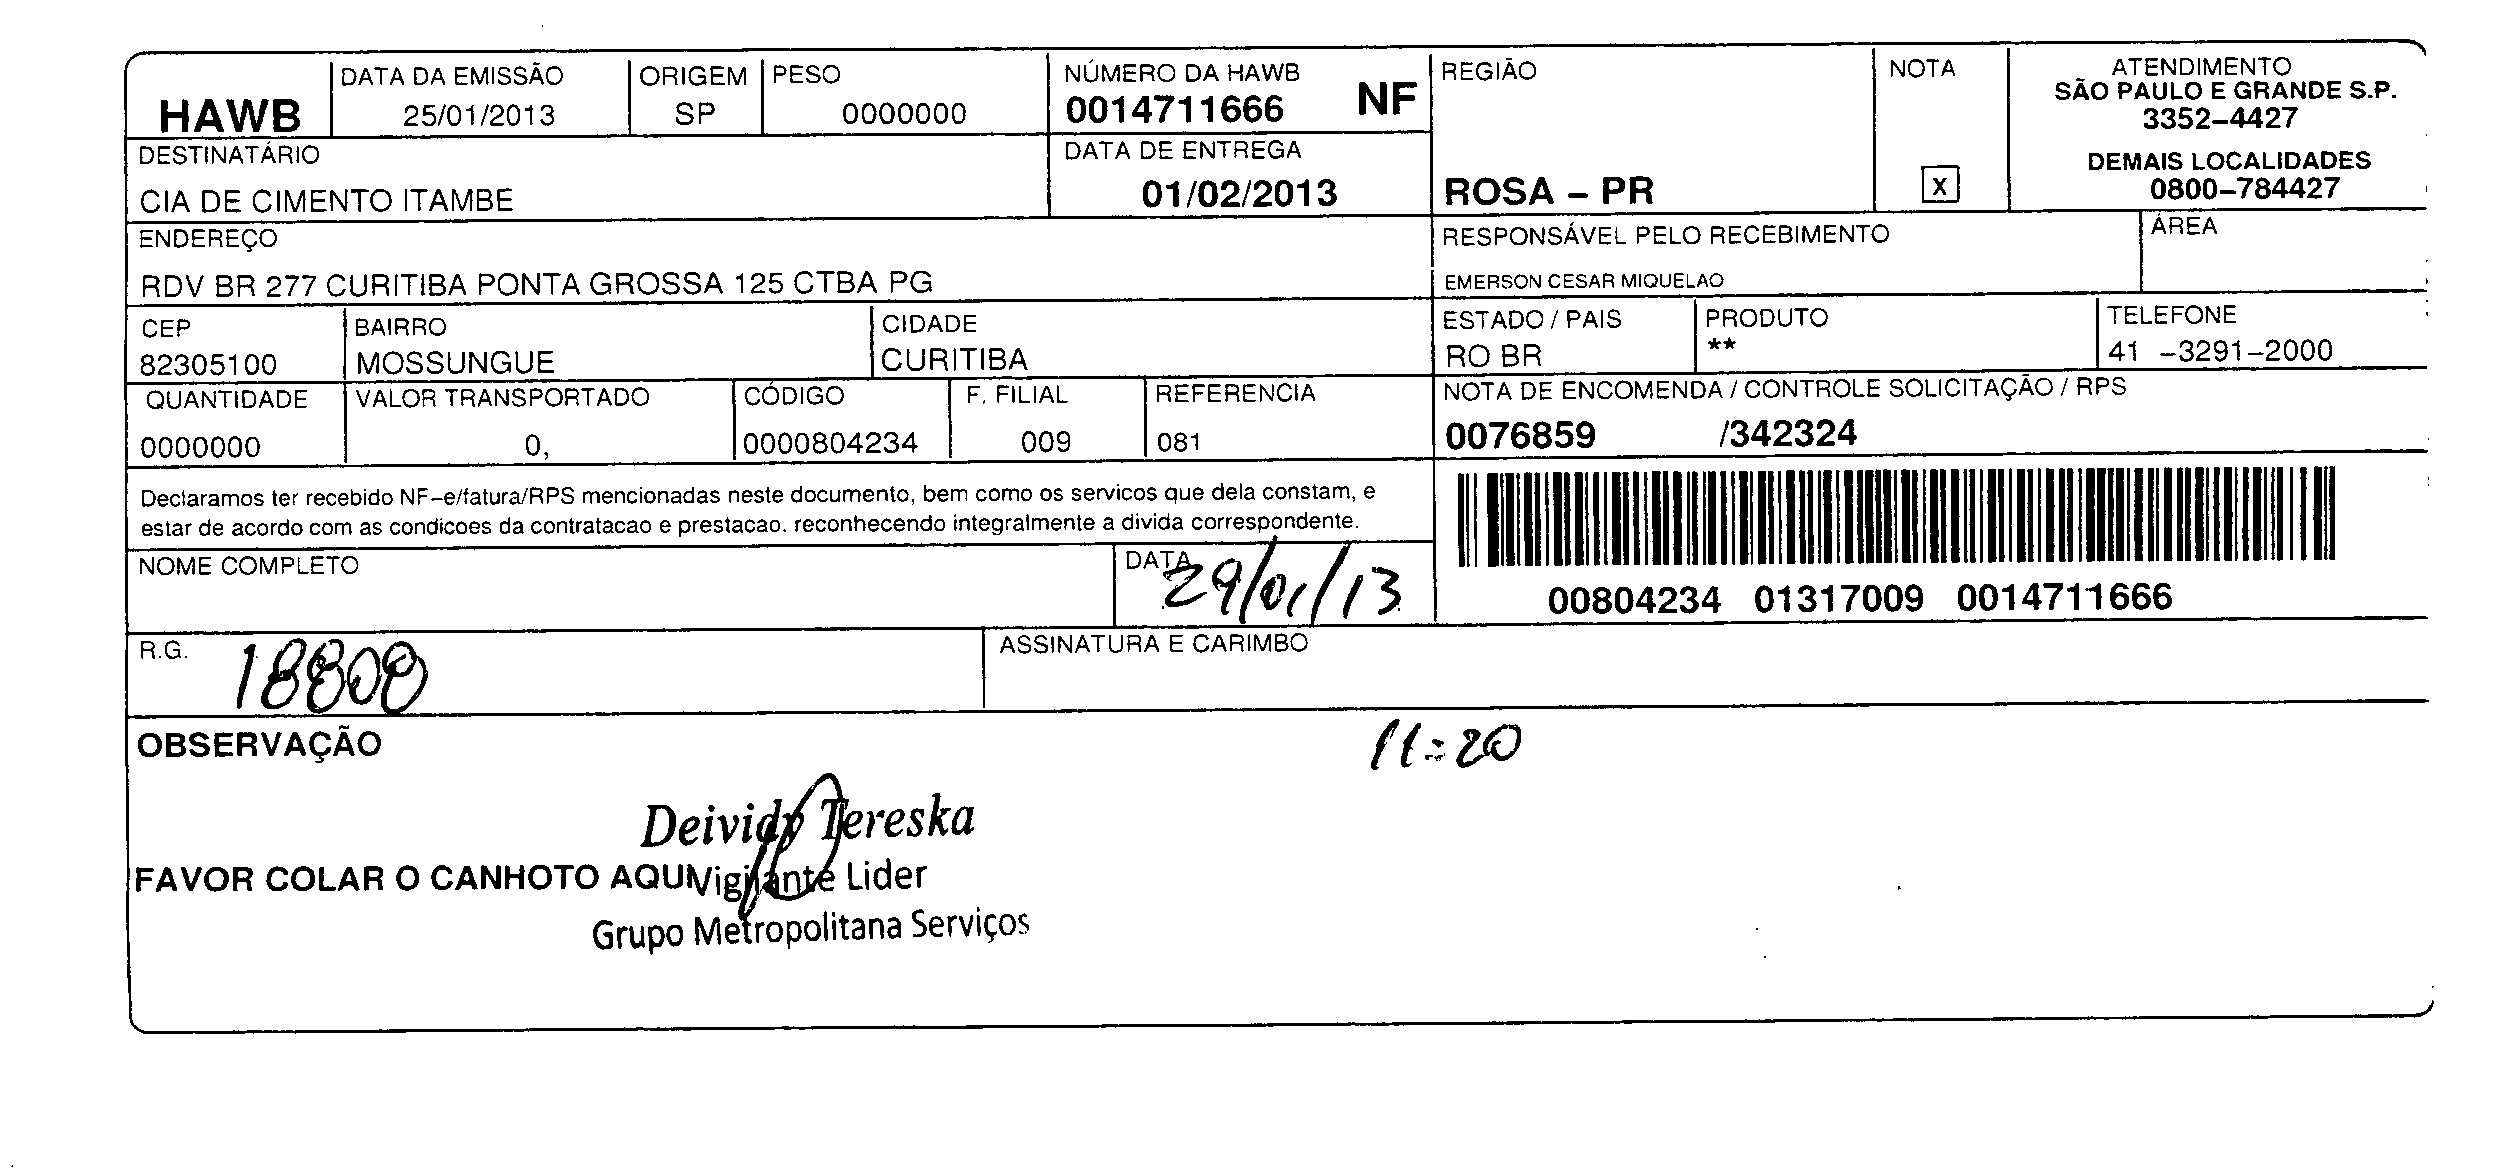 HAWB
DATA DA EMISSÃO
25/01/2013
ORIGEM
SP
PESO
0000000
NÚMERO DA HAWB
0014711666 NF
REGIÃO
ROSA – PR
NOTA
X
ATENDIMENTO
SÃO PAULO E GRANDE S.P.
3352–4427
DEMAIS LOCALIDADES
0800–784427
DESTINATÁRIO
CIA DE CIMENTO ITAMBE
DATA DE ENTREGA
01/02/2013
ENDEREÇO
RDV BR 277 CURITIBA PONTA GROSSA 125 CTBA PG
RESPONSÁVEL PELO RECEBIMENTO
EMERSON CESAR MIQUELAO
ÁREA
CEP
82305100
BAIRRO
MOSSUNGUE
CIDADE
CURITIBA
ESTADO / PAIS
RO BR
PRODUTO
**
TELEFONE
41 –3291–2000
QUANTIDADE
0000000
VALOR TRANSPORTADO
0,
CÓDIGO
0000804234
F. FILIAL
009
REFERENCIA
081
NOTA DE ENCOMENDA / CONTROLE SOLICITAÇÃO / RPS
0076859 /342324
Declaramos ter recebido NF–e/fatura/RPS mencionadas neste documento, bem como os servicos que dela constam, e
estar de acordo com as condicoes da contratacao e prestacao. reconhecendo integralmente a divida correspondente.
00804234 01317009 0014711666
NOME COMPLETO
DATA
29/01/13
R.G.
18808
ASSINATURA E CARIMBO
OBSERVAÇÃO
11:20
Deividy Tereska
FAVOR COLAR O CANHOTO AQUI
Vigilante Lider
Grupo Metropolitana Serviços